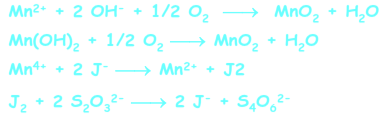 Mn²⁺ + 2 OH⁻ + 1/2 O₂ ⟶ MnO₂ + H₂O
Mn(OH)₂ + 1/2 O₂ ⟶ MnO₂ + H₂O
Mn⁴⁺ + 2 J⁻ ⟶ Mn²⁺ + J2
J₂ + 2 S₂O₃²⁻ ⟶ 2 J⁻ + S₄O₆²⁻